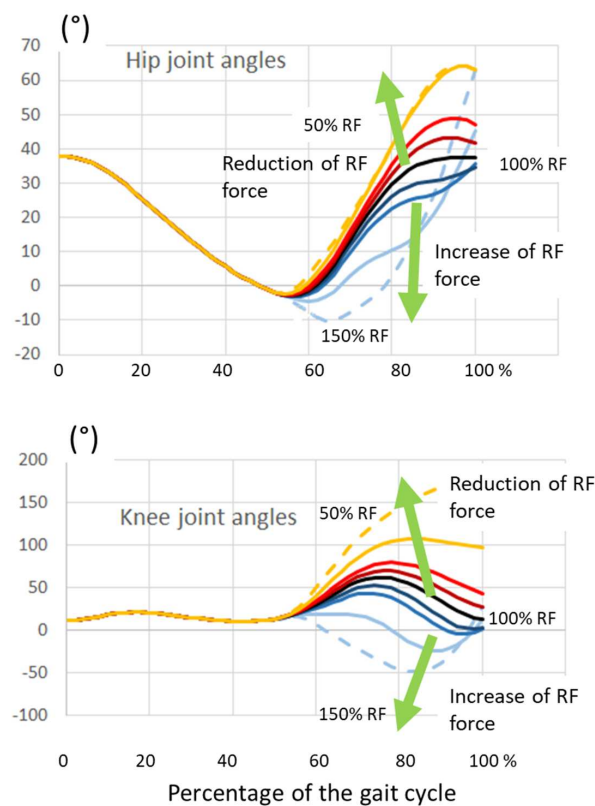 (°)
70
Hip joint angles
60
50
50% RF
40
Reduction of RF
force
100% RF
30
20
Increase of RF
force
10
0
-10
150% RF
-20
0 20 40 60 80 100 %
(°)
200
Reduction of RF
force
150
50% RF
Knee joint angles
100
50
100% RF
0
-50
Increase of RF
force
150% RF
-100
0 20 40 60 80 100 %
Percentage of the gait cycle